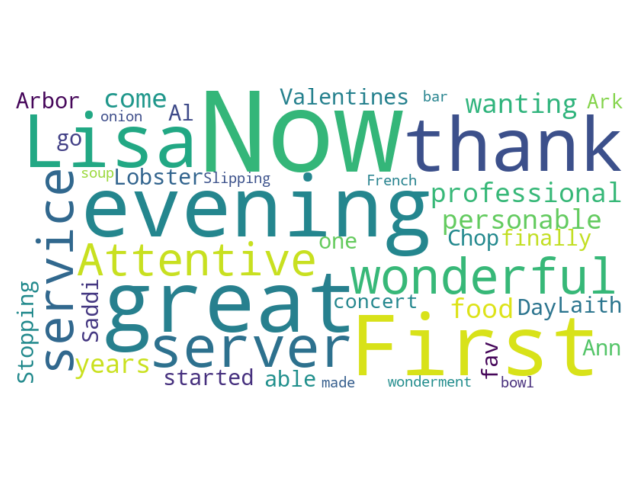 Arbor
come
onion
Al
go
Lisa
Now
Valentines
bar
wanting
Ark
thank
soup
Lobster
Slipping
French
evening
professional
personable
service
Attentive
one
Chop
finally
wonderful
Stopping
Saddi
great
concert
food
Day
Laith
server
First
years
started
able
made
wonderment
fav
bowl
Ann